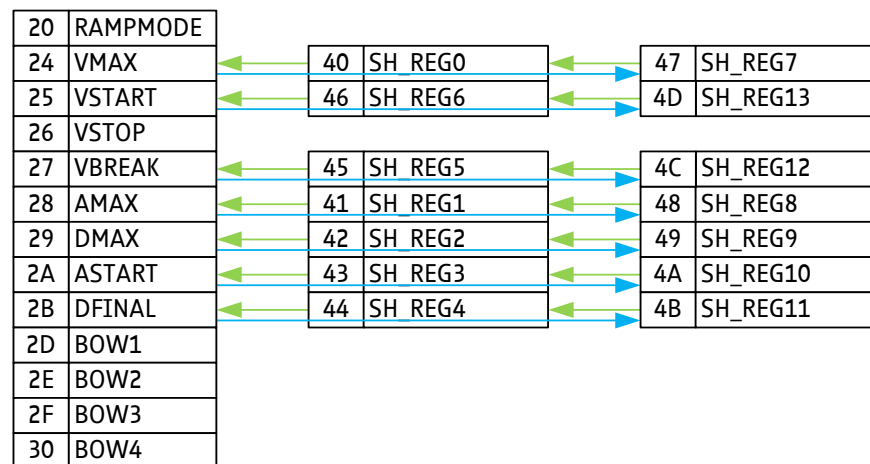 20 RAMPMODE
24 VMAX 40 SH_REG0 47 SH_REG7
25 VSTART 46 SH_REG6 4D SH_REG13
26 VSTOP
27 VBREAK 45 SH_REG5 4C SH_REG12
28 AMAX 41 SH_REG1 48 SH_REG8
29 DMAX 42 SH_REG2 49 SH_REG9
2A ASTART 43 SH_REG3 4A SH_REG10
2B DFINAL 44 SH_REG4 4B SH_REG11
2D BOW1
2E BOW2
2F BOW3
30 BOW4